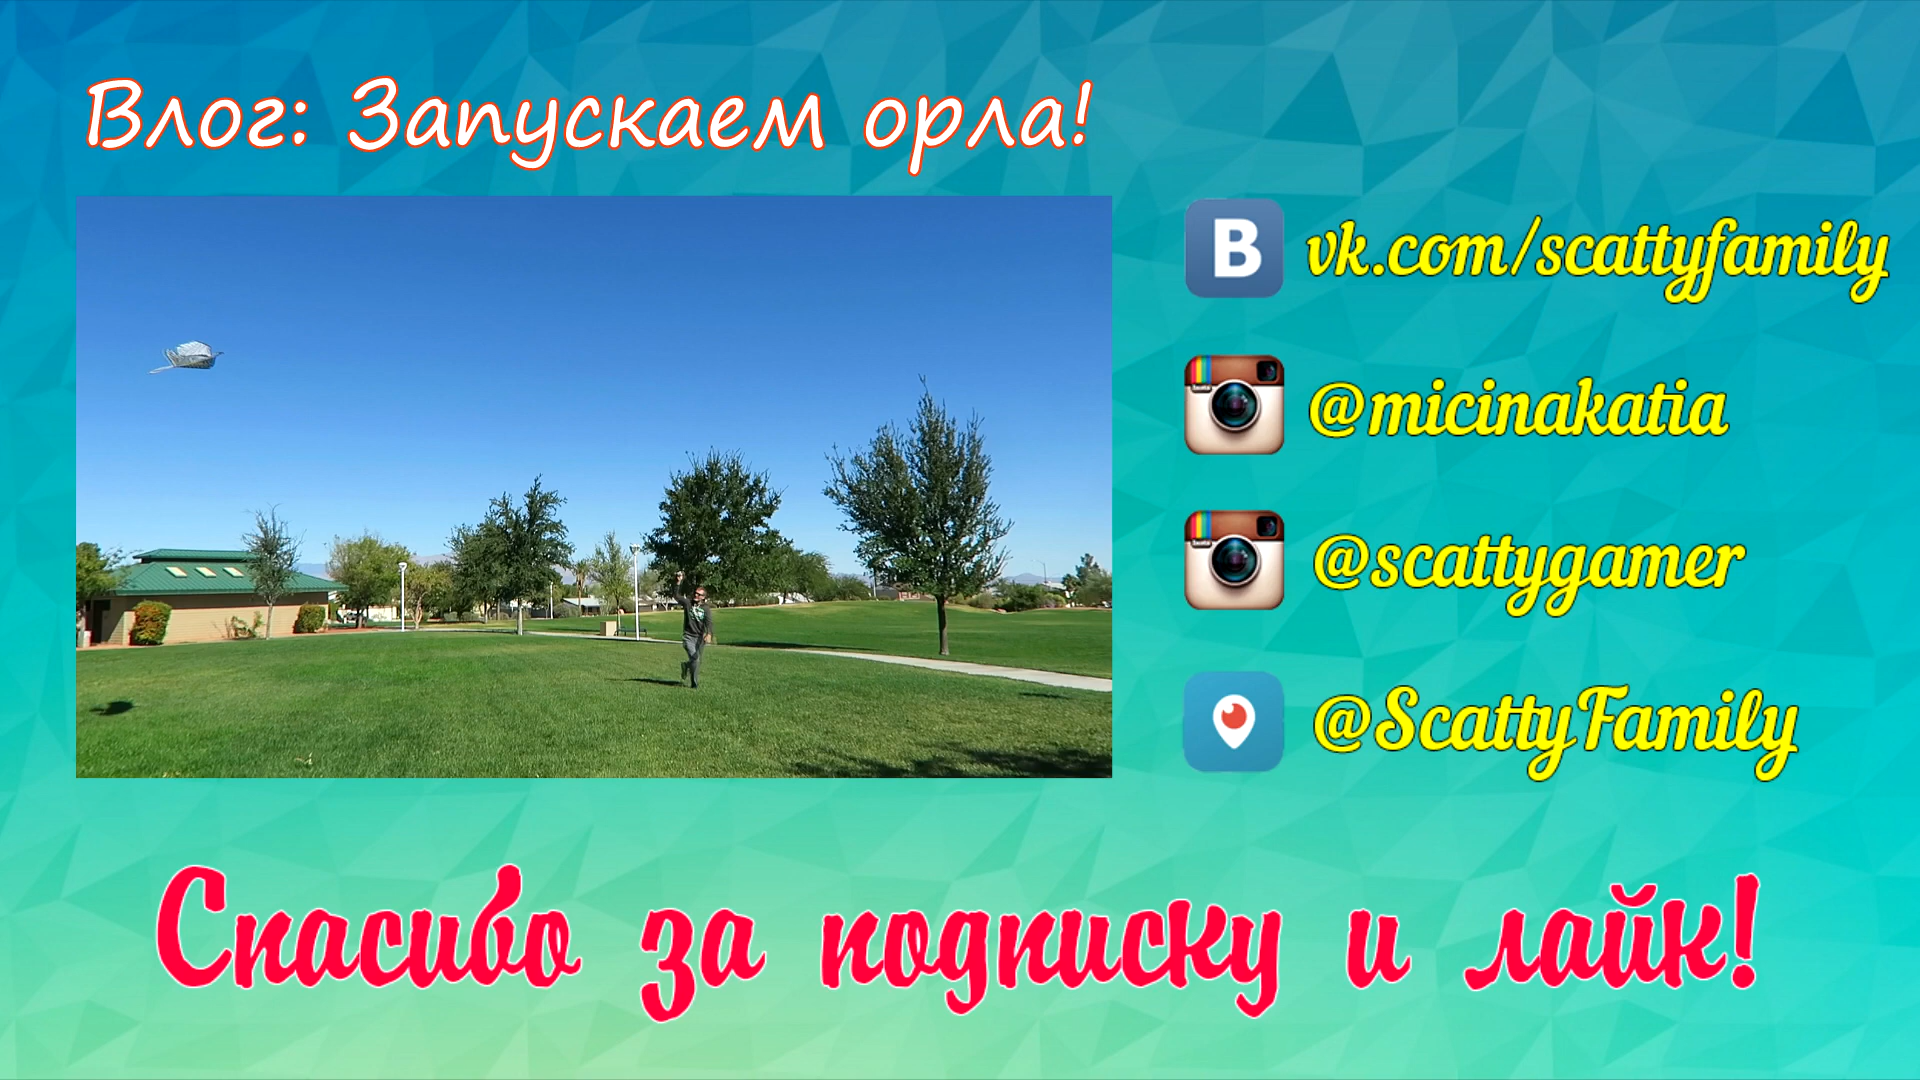 Влог: Запускаем орла!
B vk.com/scattyfamily
@micinakatia
@scattygamer
@ScattyFamily
Спасибо за подписку и лайк!